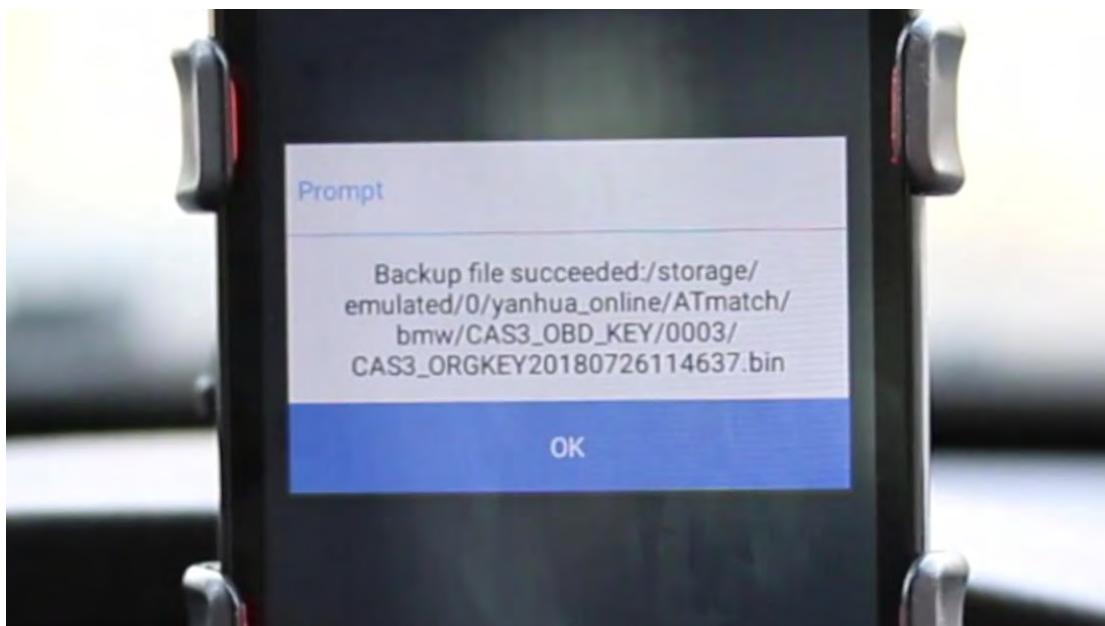 Prompt
Backup file succeeded:/storage/
emulated/0/yanhua_online/ATmatch/
bmw/CAS3_OBD_KEY/0003/
CAS3_ORGKEY20180726114637.bin
OK